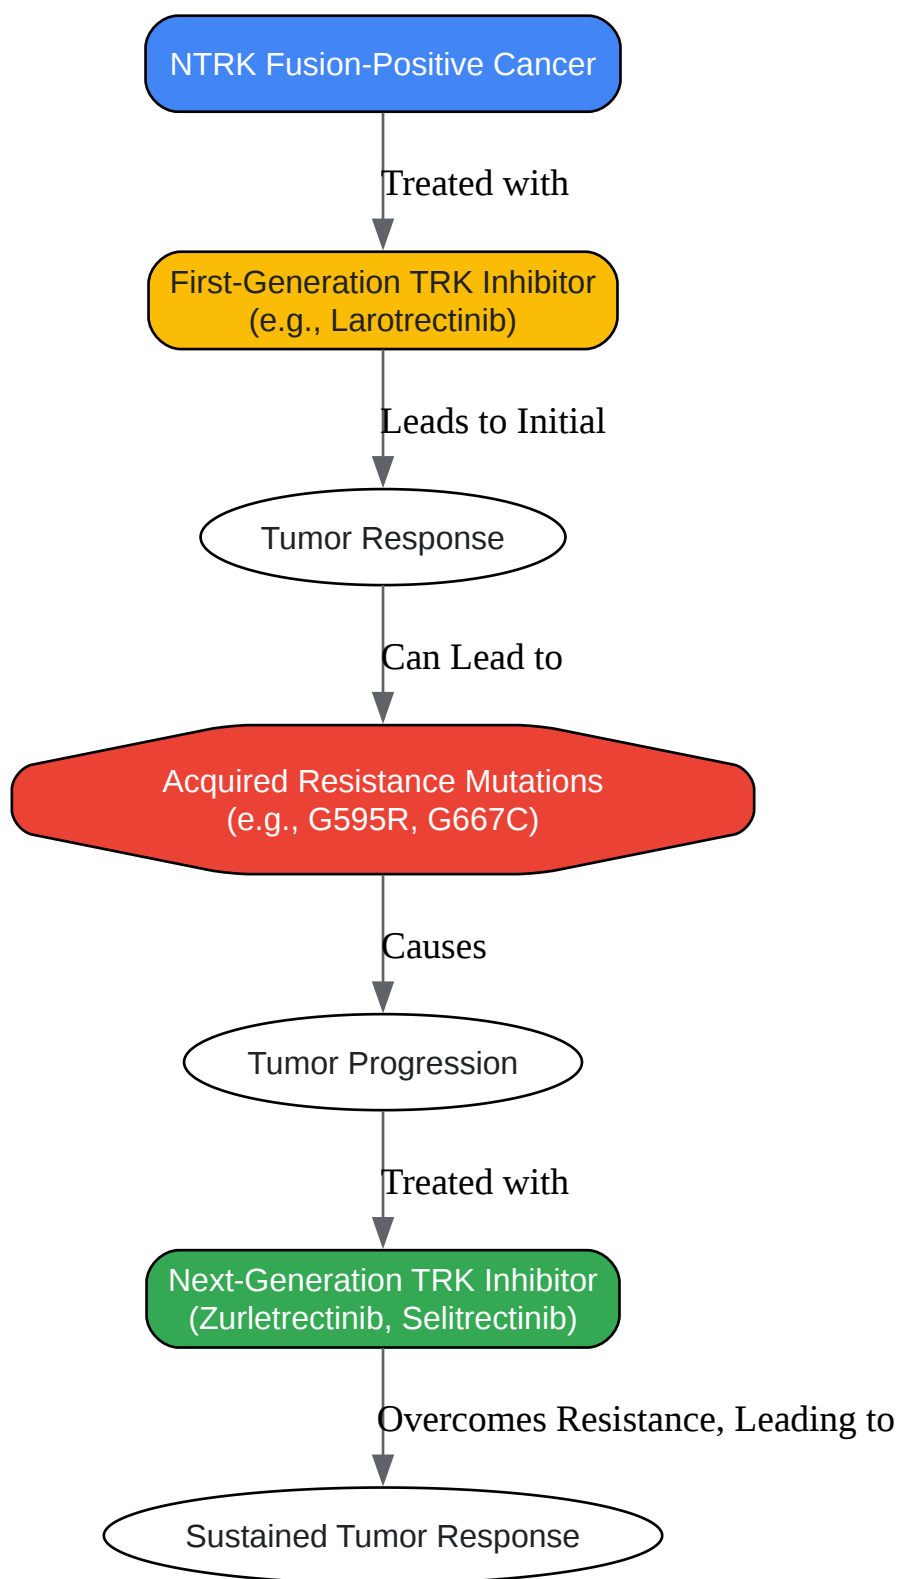 NTRK Fusion-Positive Cancer
Treated with
First-Generation TRK Inhibitor
(e.g., Larotrectinib)
Leads to Initial
Tumor Response
Can Lead to
Acquired Resistance Mutations
(e.g., G595R, G667C)
Causes
Tumor Progression
Treated with
Next-Generation TRK Inhibitor
(Zurletrectinib, Selitrectinib)
Overcomes Resistance, Leading to
Sustained Tumor Response